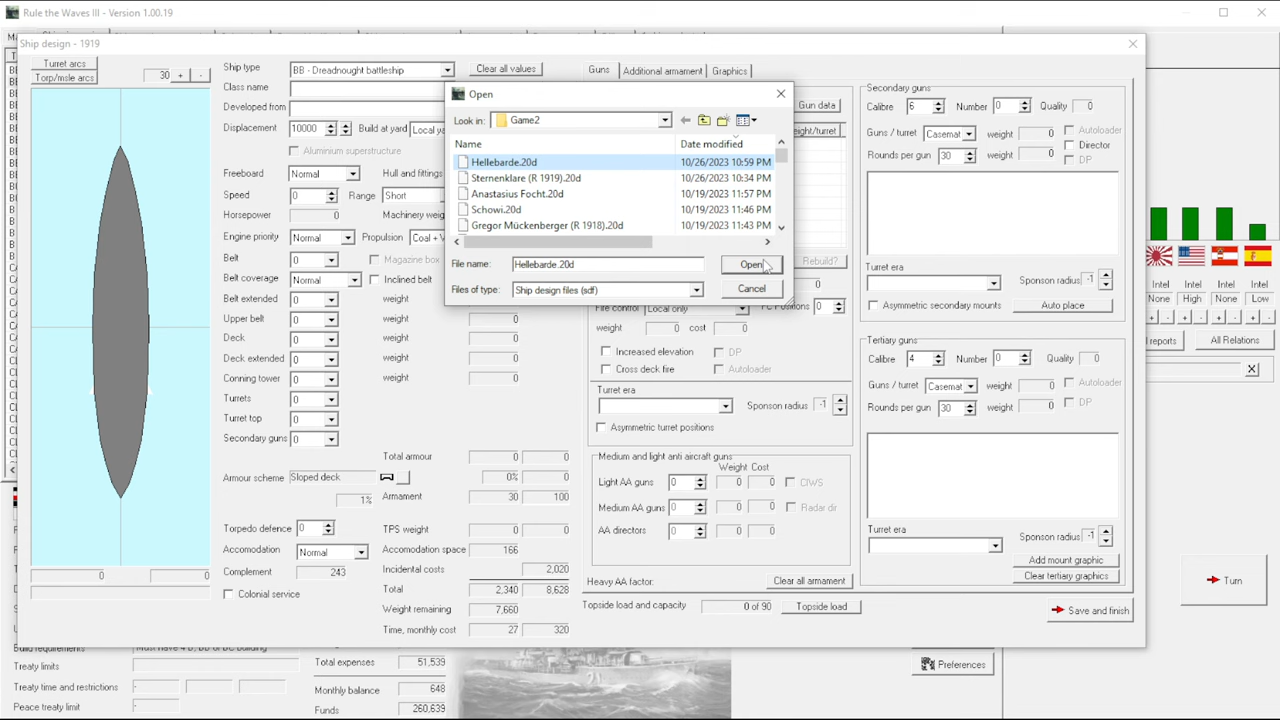 Rule the Waves III - Version 1.00.19
Ship design - 1919
Turret arcs
Torp/msle arcs
30 + -
0 0
Ship type BB - Dreadnought battleship Clear all values
Class name
Developed from
Displacement 10000 Build at yard Local ya
Aluminium superstructure
Freeboard Normal Hull and fittings
Speed 0 Range Short
Horsepower 0 Machinery weig
Engine priority Normal Propulsion Coal + 
Belt 0 Magazine box
Belt coverage Normal Inclined belt
Belt extended 0 weight 0
Upper belt 0 weight 0
Deck 0 weight 0
Deck extended 0 weight 0
Conning tower 0 weight 0
Turrets 0
Turret top 0
Secondary guns 0
Total armour 0 0
Armour scheme Sloped deck 0% 0
1% Armament 30 100
Torpedo defence 0 TPS weight 0 0
Accomodation Normal Accomodation space 166
Complement 243 Incidental costs 2,020
Colonial service Total 2,340 8,628
Weight remaining 7,660
Time, monthly cost 27 320
Guns Additional armament Graphics
Gun data
eight/turret
Rebuild?
Open
Look in: Game2
Name Date modified
Hellebarde.20d 10/26/2023 10:59 PM
Sternenklare (R 1919).20d 10/26/2023 10:34 PM
Anastasius Focht.20d 10/19/2023 11:57 PM
Schowi.20d 10/19/2023 11:46 PM
Gregor Mückenberger (R 1918).20d 10/19/2023 11:43 PM
File name: Hellebarde.20d Open
Files of type: Ship design files (sdf) Cancel
0
Local only FC Positions 0
weight 0 cost 0
Increased elevation DP
Cross deck fire Autoloader
Turret era
Sponson radius -1
Asymmetric turret positions
Medium and light anti aircraft guns
Weight Cost
Light AA guns 0 0 0 CIWS
Medium AA guns 0 0 0 Radar dir
AA directors 0 0 0
Heavy AA factor: Clear all armament
Topside load and capacity 0 of 90 Topside load
Secondary guns
Calibre 6 Number 0 Quality 0
Guns / turret Casemat weight 0 Autoloader
Director
Rounds per gun 30 weight 0 DP
Turret era
Sponson radius -1
Asymmetric secondary mounts Auto place
Tertiary guns
Calibre 4 Number 0 Quality 0
Guns / turret Casemat weight 0 Autoloader
Rounds per gun 30 weight 0 DP
Turret era
Sponson radius -1
Add mount graphic
Clear tertiary graphics
Save and finish
Intel Intel Intel Intel
None High None Low
+ - + - + - + -
reports All Relations
X
Turn
Preferences
Build requirements Must have 4 B, BB or BC building
Treaty limits
Treaty time and restrictions - - -
Peace treaty limit -
Total expenses 51,539
Monthly balance 648
Funds 260,639